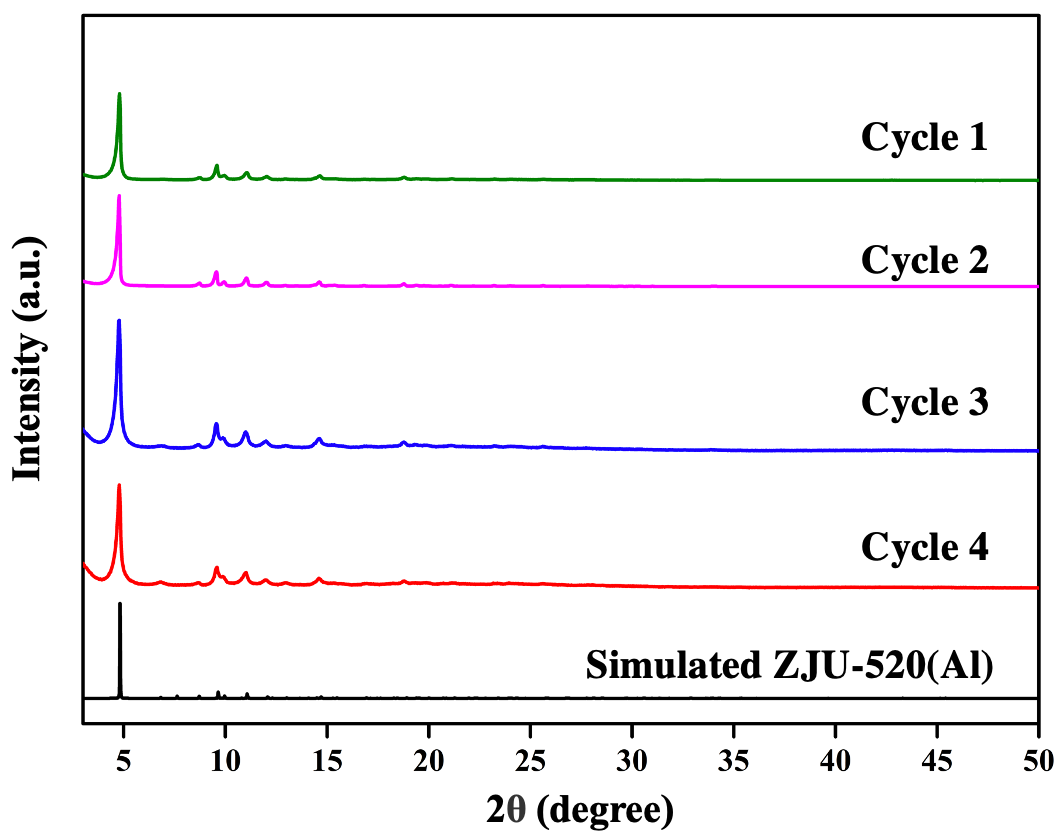 Cycle 1
Cycle 2
Cycle 3
Cycle 4
Simulated ZJU-520(Al)
Intensity (a.u.)
5 10 15 20 25 30 35 40 45 50
2θ (degree)